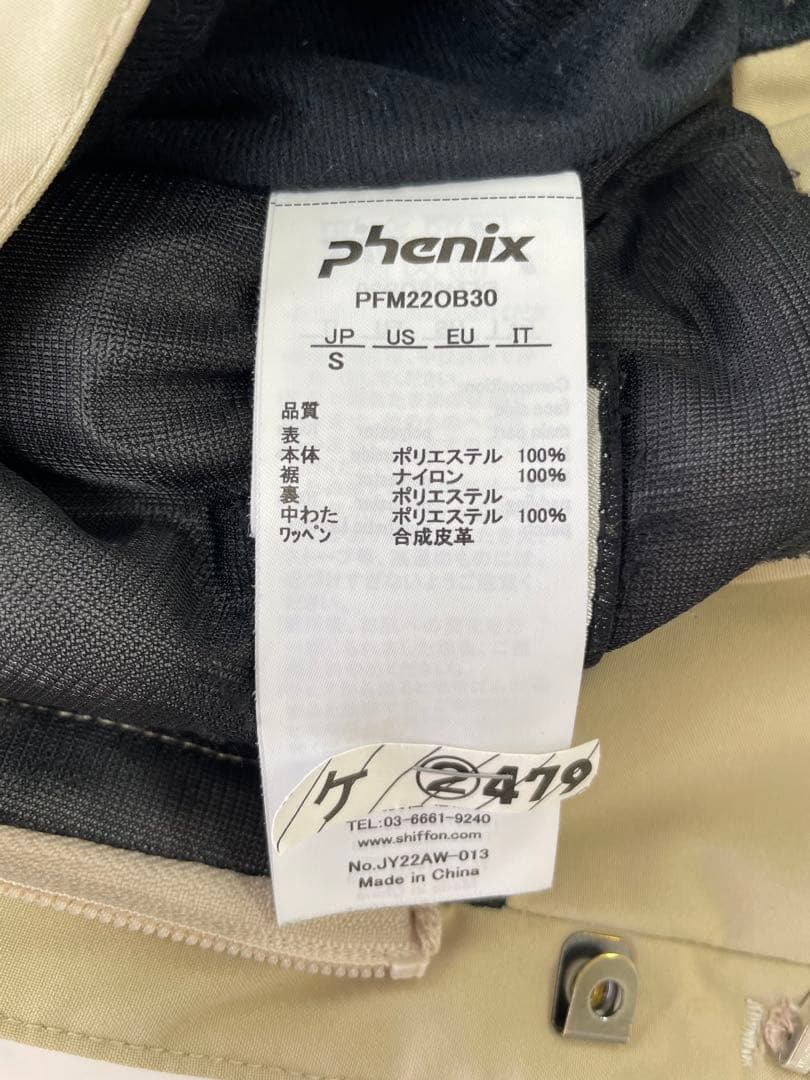 phenix
PFM22OB30
JP US EU IT
S
品質
表
本体 ポリエステル 100%
裾 ナイロン 100%
裏 ポリエステル
中わた ポリエステル 100%
ワッペン 合成皮革
ケ ②479
TEL:03-6661-9240
www.shiffon.com
No.JY22AW-013
Made in China